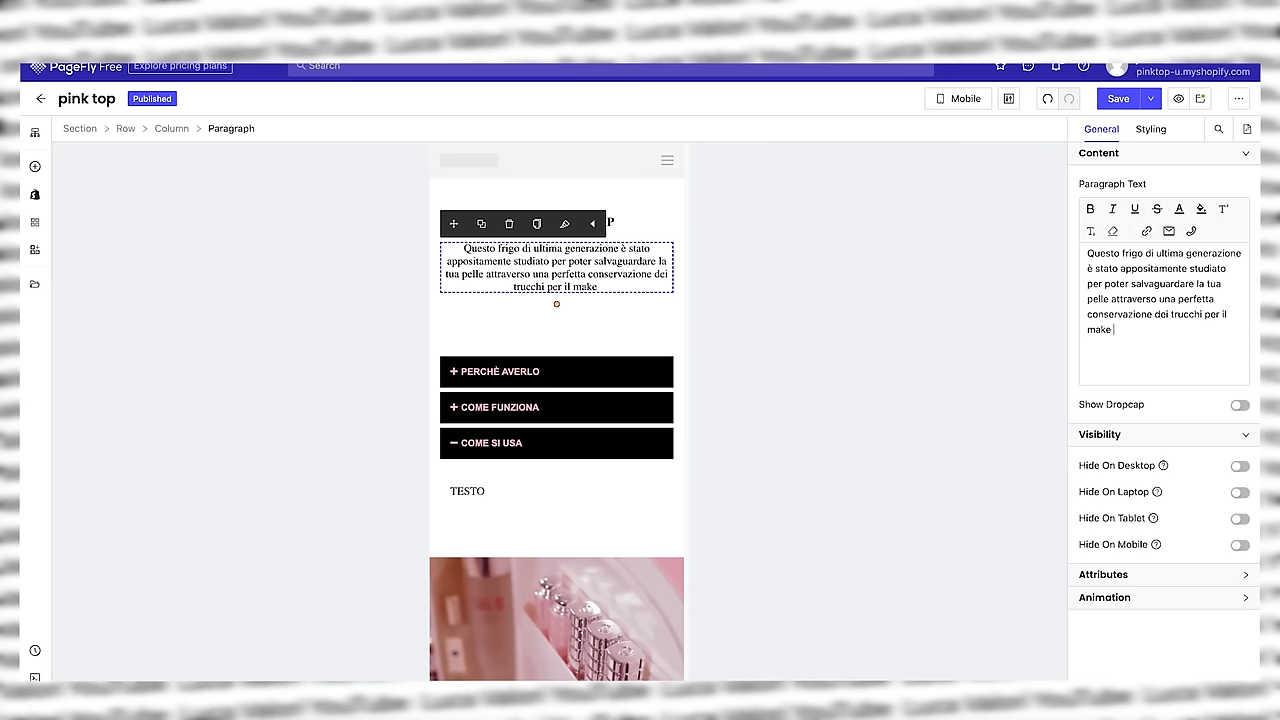 PageFly Free
Explore pricing plans
Search
pinktop-u.myshopify.com
pink top
Published
Mobile
Save
Section > Row > Column > Paragraph
General
Styling
Content
Paragraph Text
B I U S A
Questo frigo di ultima generazione
è stato appositamente studiato
per poter salvaguardare la tua
pelle attraverso una perfetta
conservazione dei trucchi per il
make
Show Dropcap
Visibility
Hide On Desktop
Hide On Laptop
Hide On Tablet
Hide On Mobile
Attributes
Animation
P
Questo frigo di ultima generazione è stato
appositamente studiato per poter salvaguardare la
tua pelle attraverso una perfetta conservazione dei
trucchi per il make
+ PERCHÈ AVERLO
+ COME FUNZIONA
− COME SI USA
TESTO